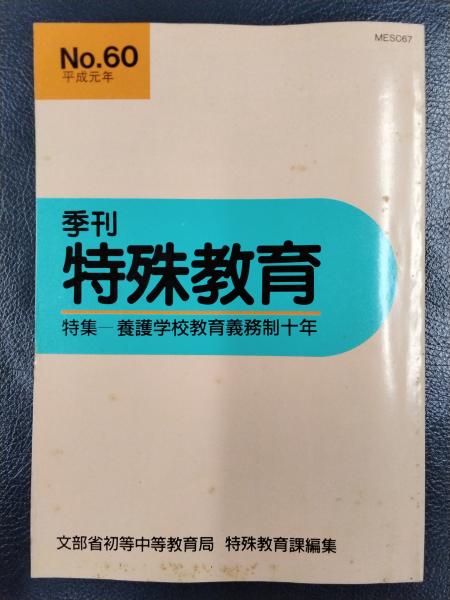 No.60
平成元年
MESC67
季刊
特殊教育
特集―養護学校教育義務制十年
文部省初等中等教育局 特殊教育課編集